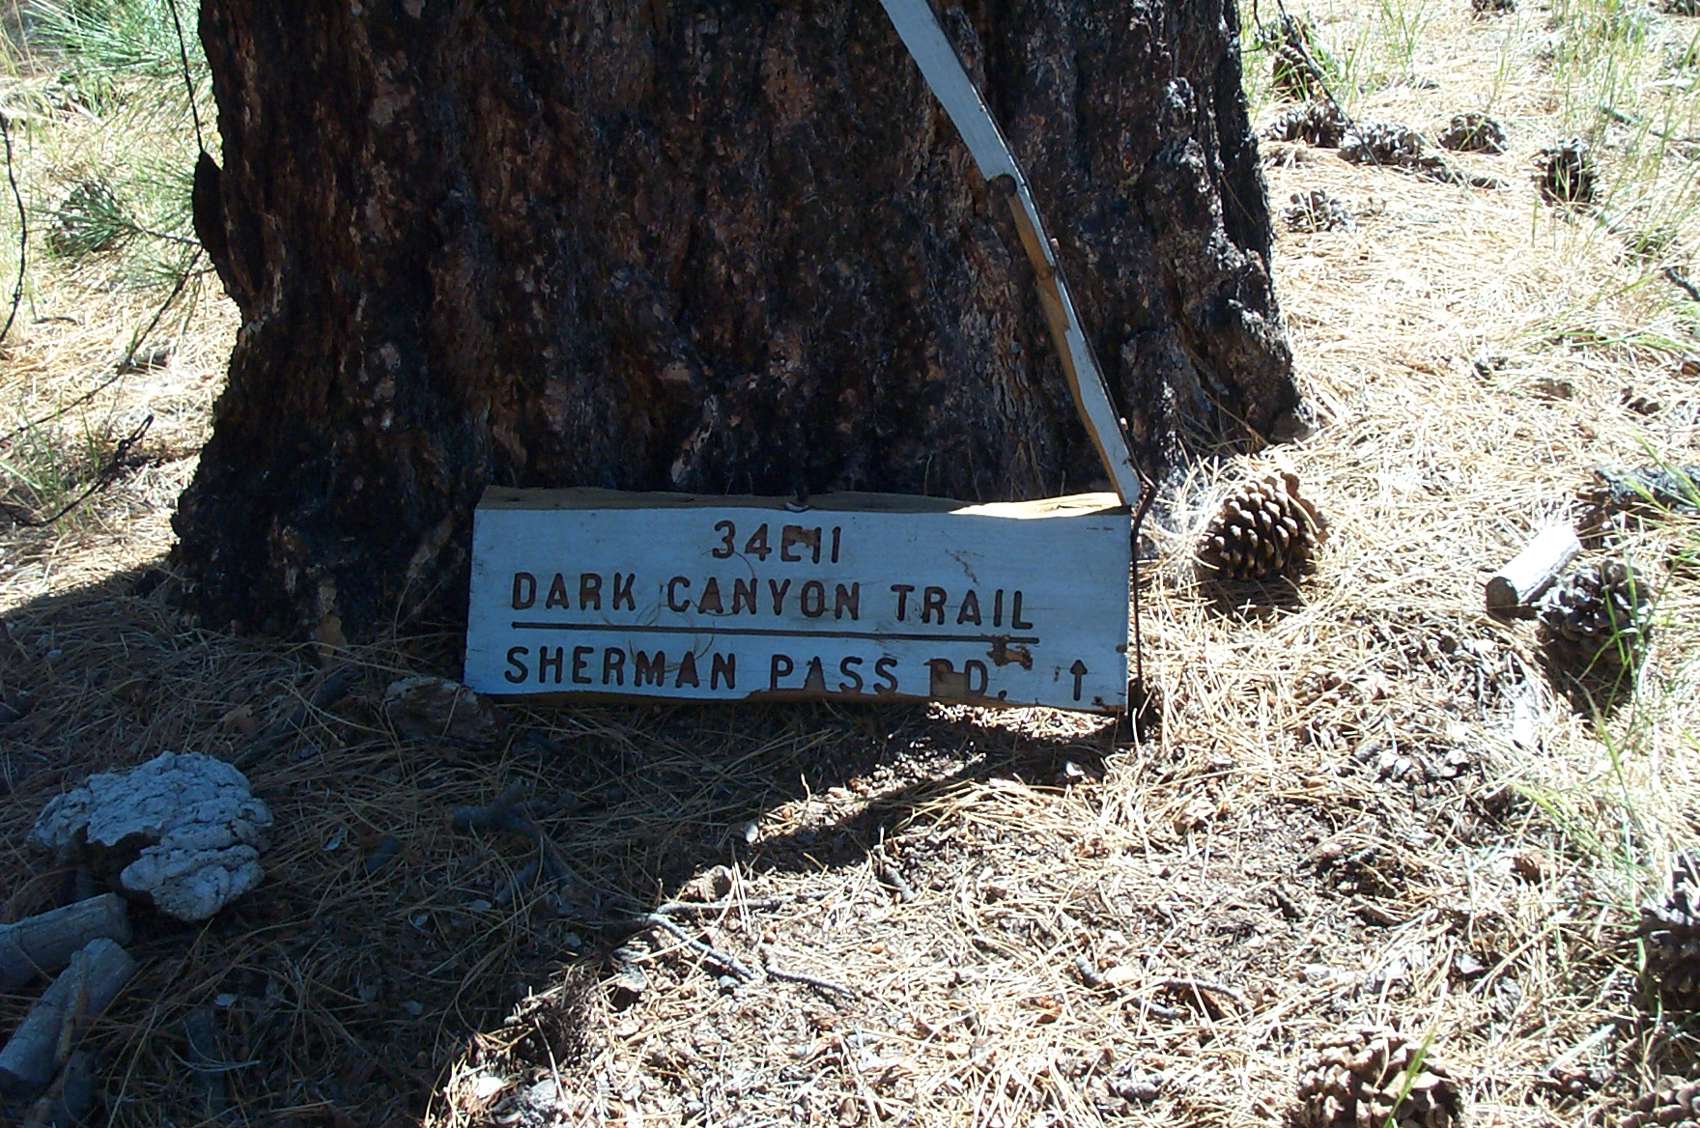 34E11
DARK CANYON TRAIL
SHERMAN PASS RD. ↑